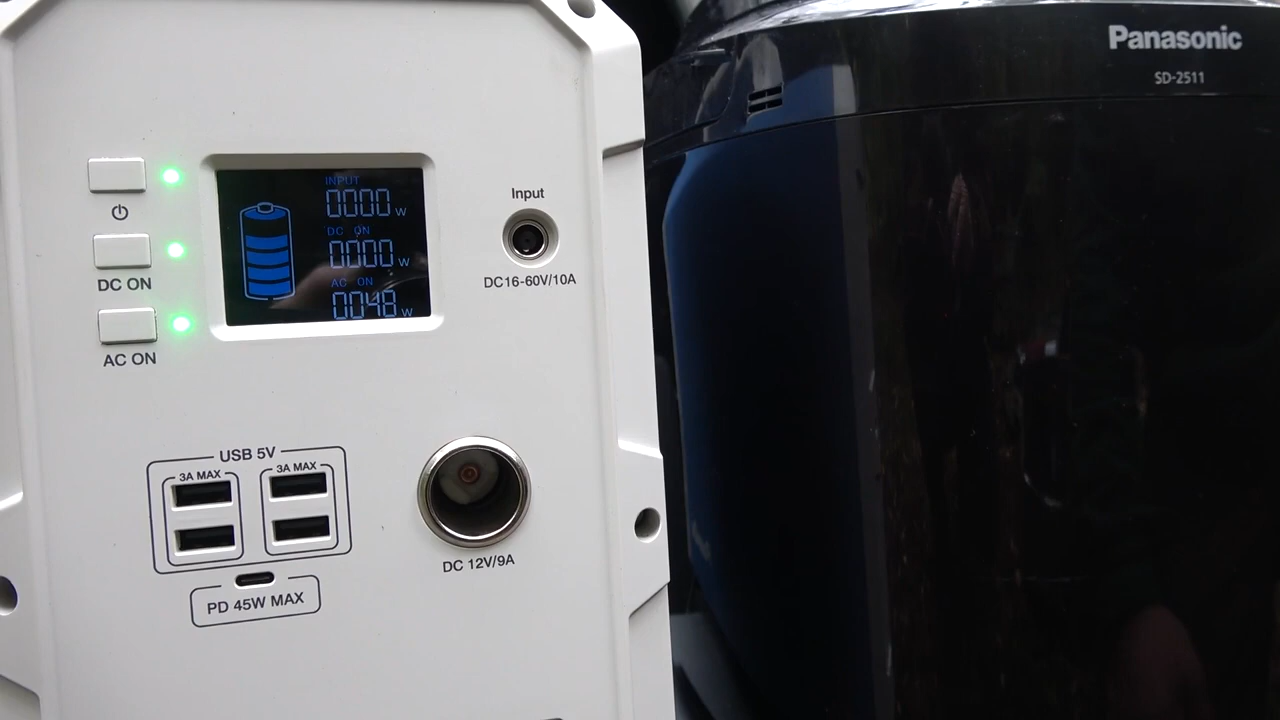 Panasonic
SD-2511
INPUT
0000 W
DC ON
0000 W
AC ON
0048 W
DC ON
AC ON
Input
DC16-60V/10A
USB 5V
3A MAX
3A MAX
PD 45W MAX
DC 12V/9A